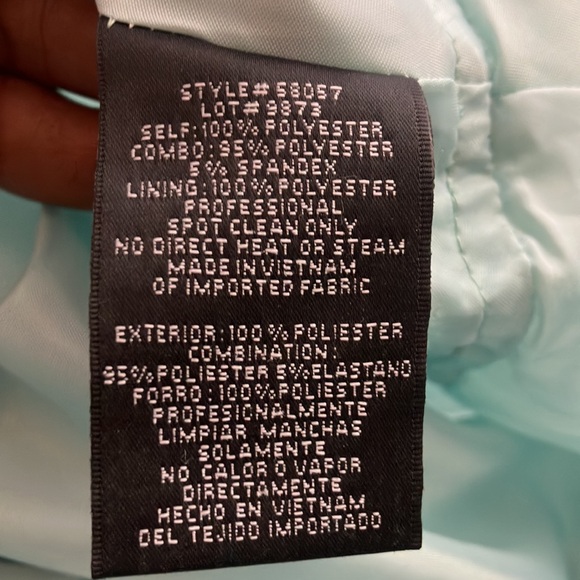 STYLE# 58057
LOT# 9873
SELF: 100% POLYESTER
COMBO: 95% POLYESTER
5% SPANDEX
LINING: 100% POLYESTER
PROFESSIONAL
SPOT CLEAN ONLY
NO DIRECT HEAT OR STEAM
MADE IN VIETNAM
OF IMPORTED FABRIC
EXTERIOR: 100% POLIESTER
COMBINATION:
95% POLIESTER 5% ELASTANO
FORRO: 100% POLIESTER
PROFESIONALMENTE
LIMPIAR MANCHAS
SOLAMENTE
NO CALOR O VAPOR
DIRECTAMENTE
HECHO EN VIETNAM
DEL TEJIDO IMPORTADO